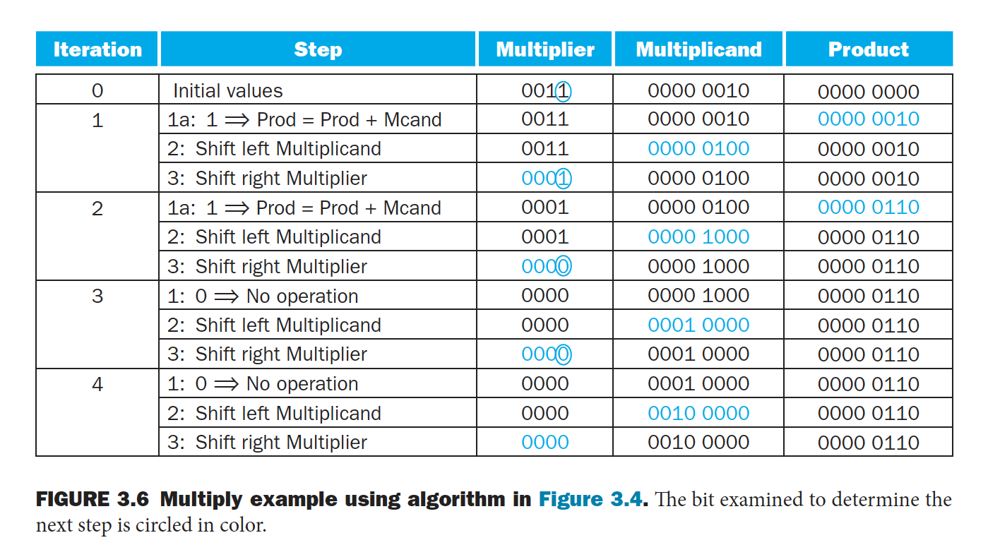 Iteration Step Multiplier Multiplicand Product
0 Initial values 0011 0000 0010 0000 0000
1 1a: 1 ⇒ Prod = Prod + Mcand 0011 0000 0010 0000 0010
2: Shift left Multiplicand 0011 0000 0100 0000 0010
3: Shift right Multiplier 0001 0000 0100 0000 0010
2 1a: 1 ⇒ Prod = Prod + Mcand 0001 0000 0100 0000 0110
2: Shift left Multiplicand 0001 0000 1000 0000 0110
3: Shift right Multiplier 0000 0000 1000 0000 0110
3 1: 0 ⇒ No operation 0000 0000 1000 0000 0110
2: Shift left Multiplicand 0000 0001 0000 0000 0110
3: Shift right Multiplier 0000 0001 0000 0000 0110
4 1: 0 ⇒ No operation 0000 0001 0000 0000 0110
2: Shift left Multiplicand 0000 0010 0000 0000 0110
3: Shift right Multiplier 0000 0010 0000 0000 0110
FIGURE 3.6 Multiply example using algorithm in Figure 3.4. The bit examined to determine the
next step is circled in color.